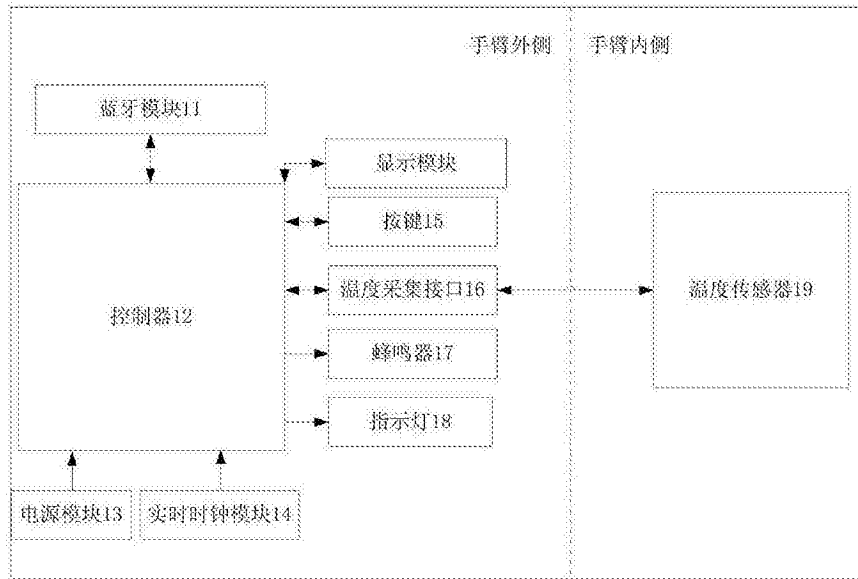 手臂外侧
手臂内侧
蓝牙模块11
显示模块
按键15
控制器12
温度采集接口16
温度传感器19
蜂鸣器17
指示灯18
电源模块13
实时时钟模块14